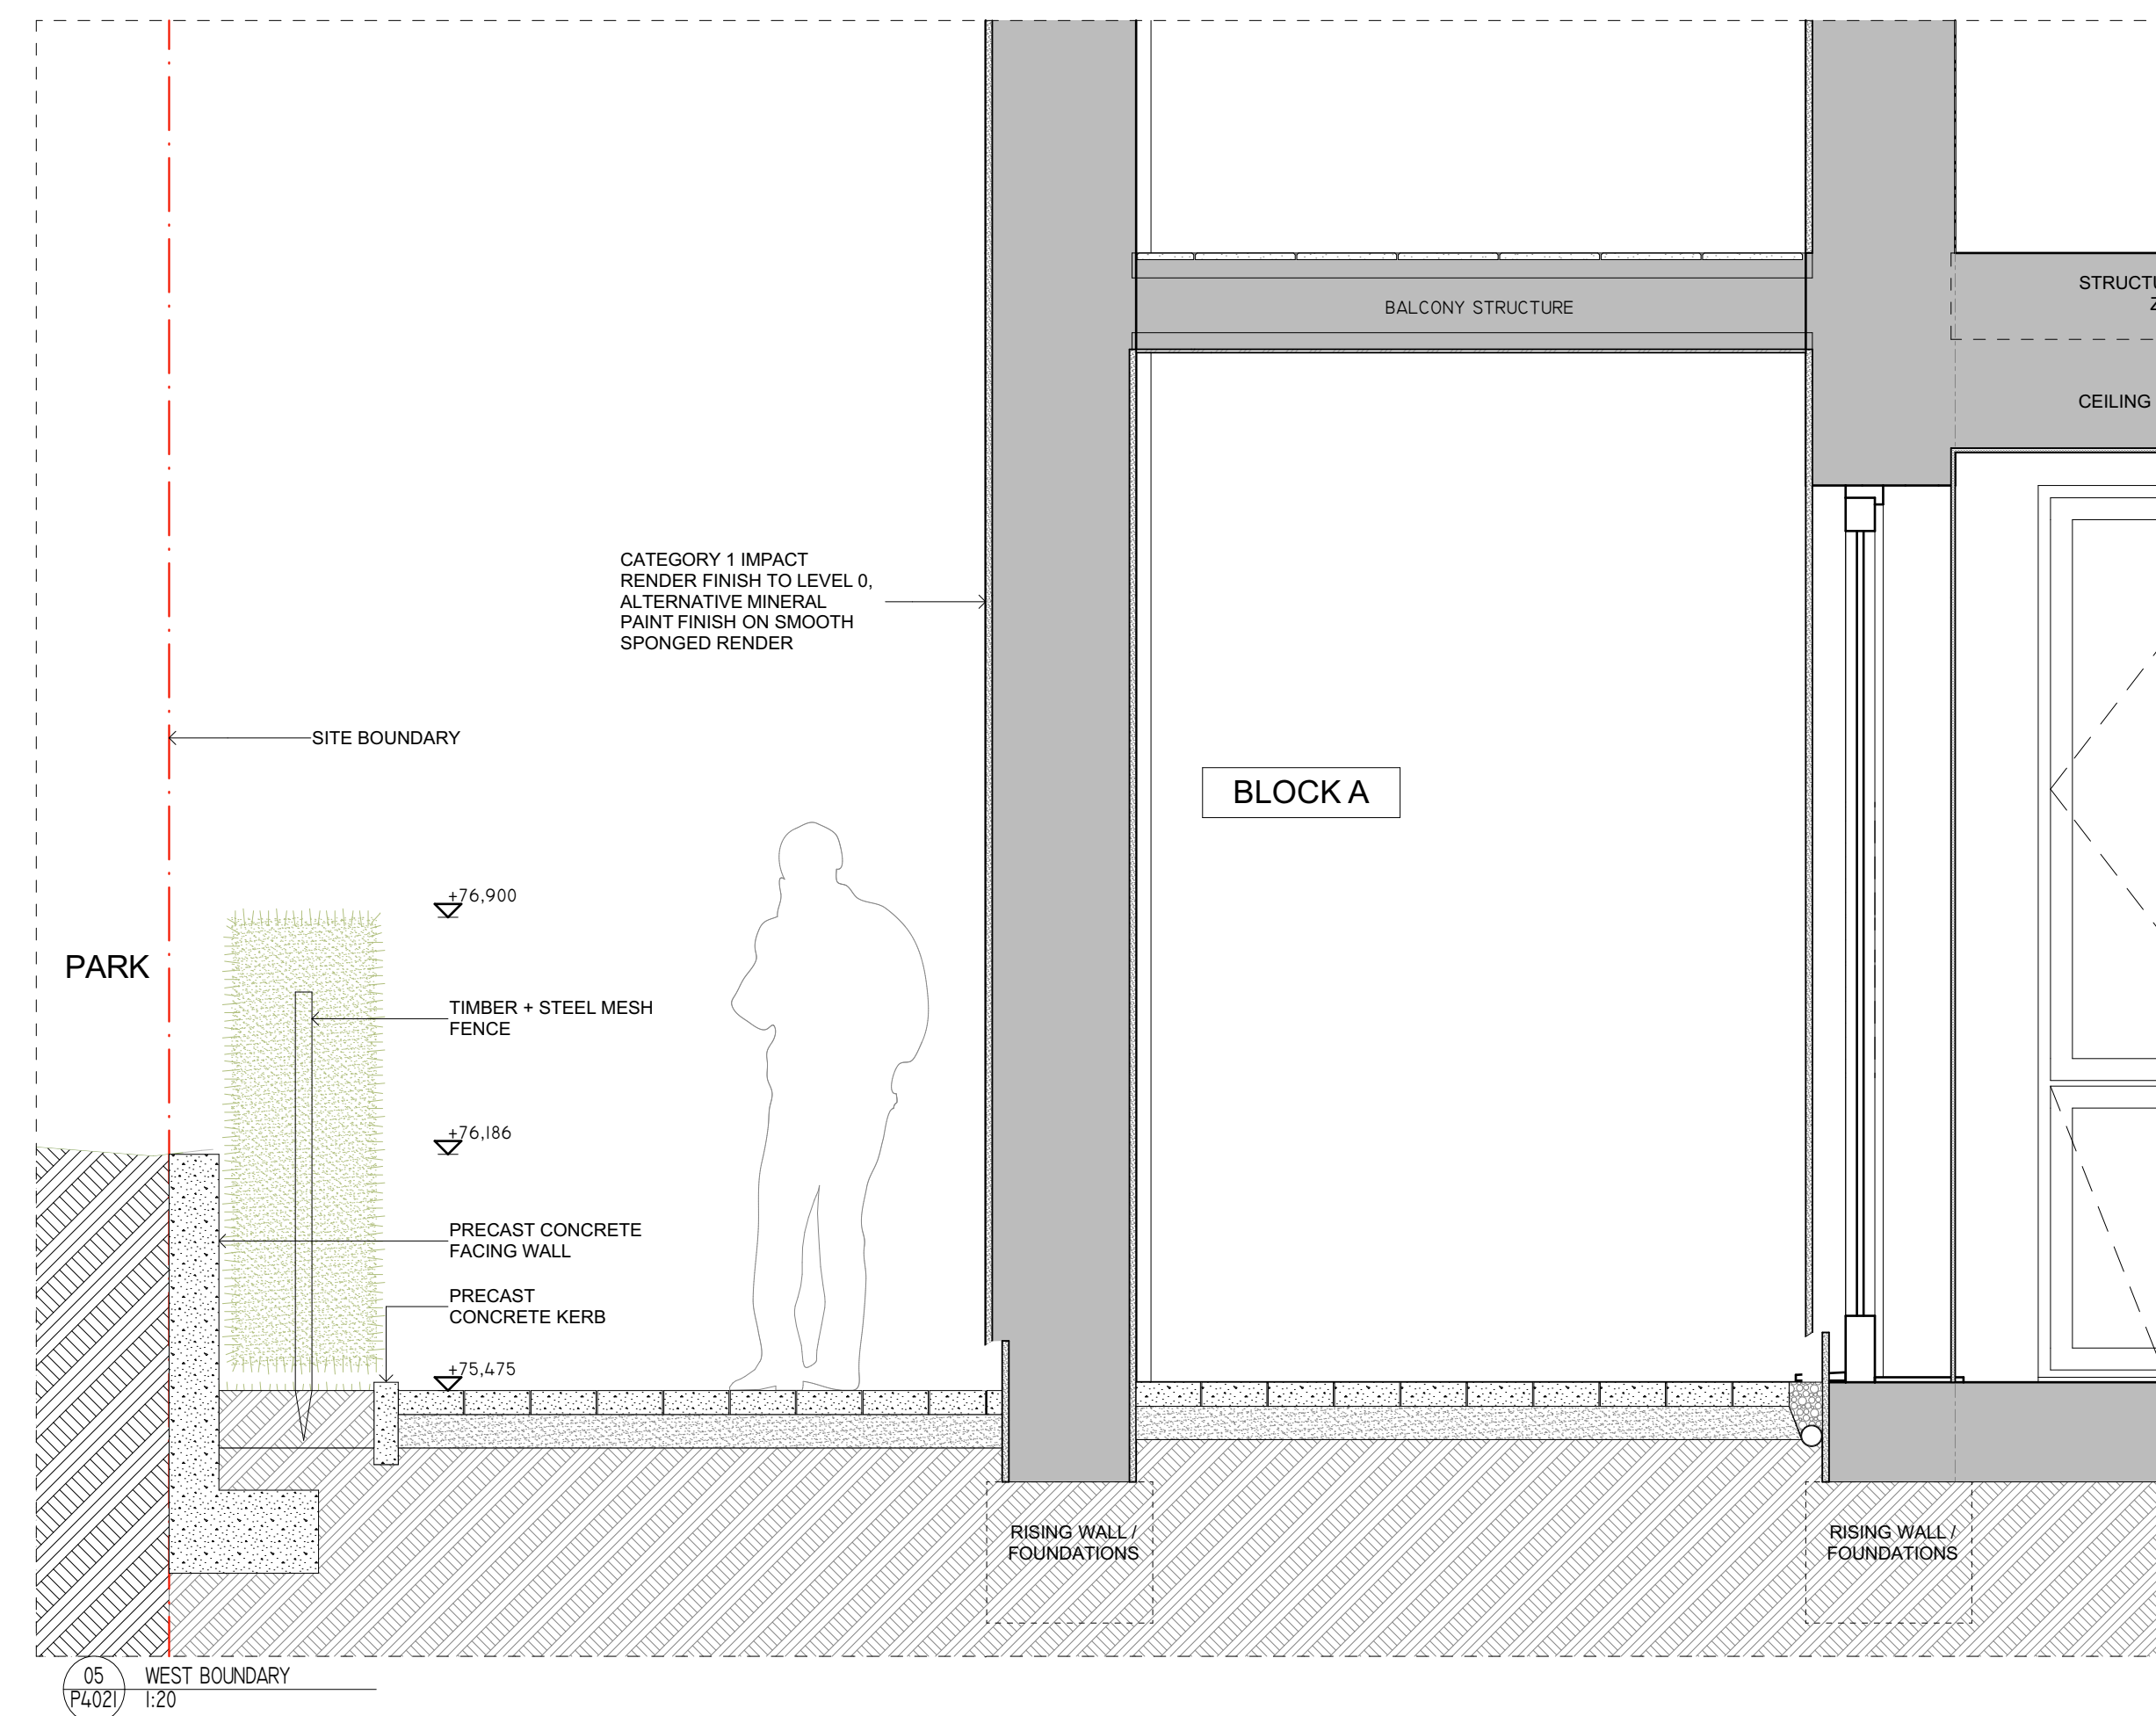 STRUCTU
Z
BALCONY STRUCTURE
CEILING
CATEGORY 1 IMPACT
RENDER FINISH TO LEVEL 0,
ALTERNATIVE MINERAL
PAINT FINISH ON SMOOTH
SPONGED RENDER
SITE BOUNDARY
BLOCK A
+76,900
PARK
TIMBER + STEEL MESH
FENCE
+76,186
PRECAST CONCRETE
FACING WALL
PRECAST
CONCRETE KERB
+75,475
RISING WALL /
FOUNDATIONS
RISING WALL /
FOUNDATIONS
05
WEST BOUNDARY
P4021
1:20